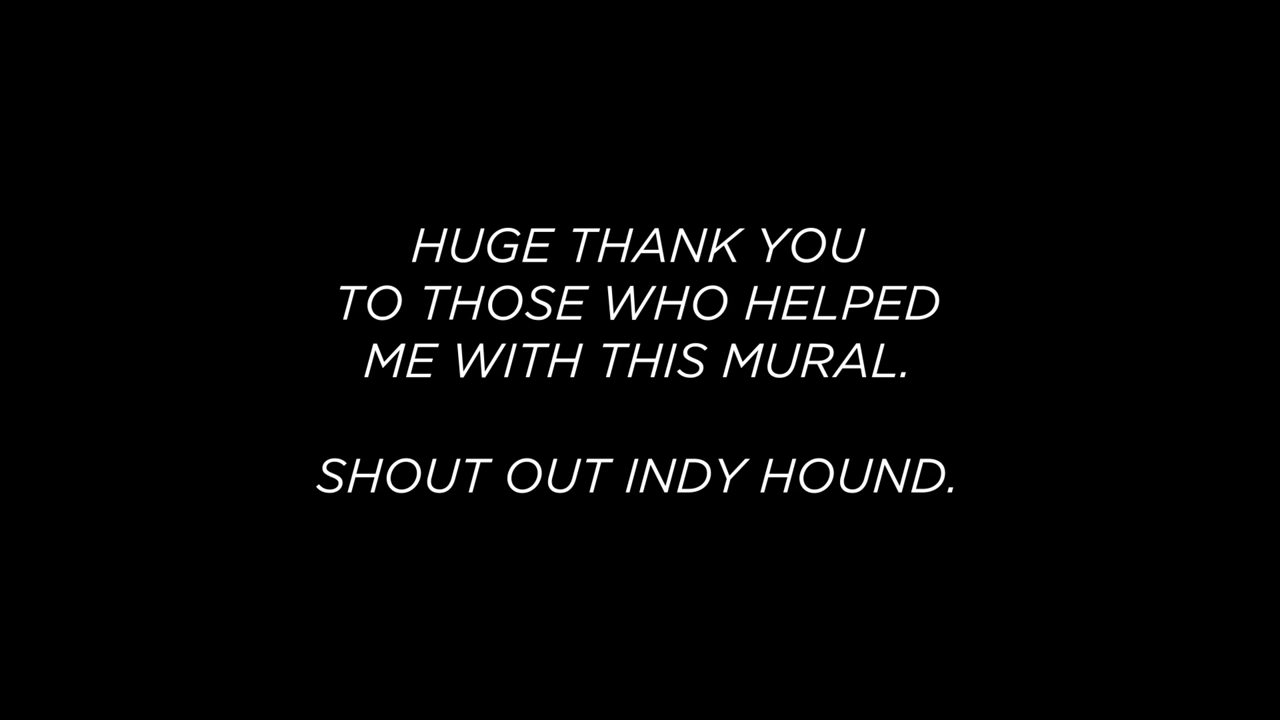 HUGE THANK YOU
TO THOSE WHO HELPED
ME WITH THIS MURAL.
SHOUT OUT INDY HOUND.